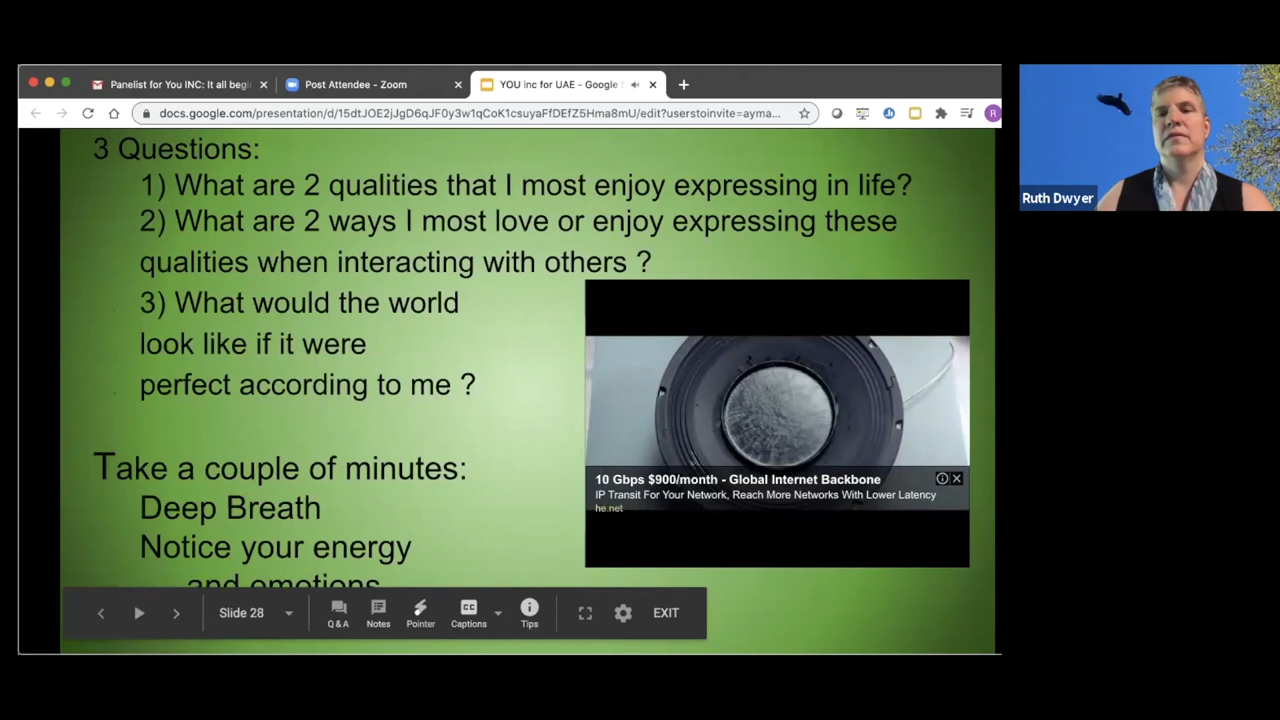 Panelist for You INC: It all begi
Post Attendee - Zoom
YOU inc for UAE - Google S
docs.google.com/presentation/d/15dtJOE2jJgD6qJF0y3w1qCoK1csuyaFfDEfZ5Hma8mU/edit?userstoinvite=ayma...
R
3 Questions:
1) What are 2 qualities that I most enjoy expressing in life?
2) What are 2 ways I most love or enjoy expressing these
qualities when interacting with others ?
3) What would the world
look like if it were
perfect according to me ?
Take a couple of minutes:
Deep Breath
Notice your energy
and emotions
10 Gbps $900/month - Global Internet Backbone
IP Transit For Your Network, Reach More Networks With Lower Latency
he.net
Slide 28
Q & A
Notes
Pointer
CC
Captions
Tips
EXIT
Ruth Dwyer